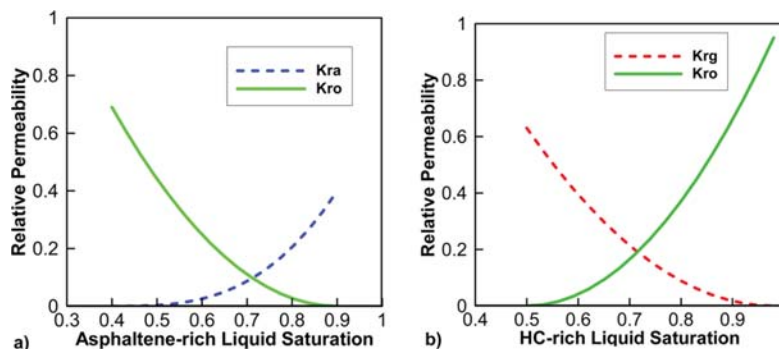 1
0.8
0.6
0.4
0.2
0
Relative Permeability
Kra
Kro
0.3 0.4 0.5 0.6 0.7 0.8 0.9 1
a) Asphaltene-rich Liquid Saturation
1
0.8
0.6
0.4
0.2
0
Relative Permeability
Krg
Kro
0.4 0.5 0.6 0.7 0.8 0.9
b) HC-rich Liquid Saturation